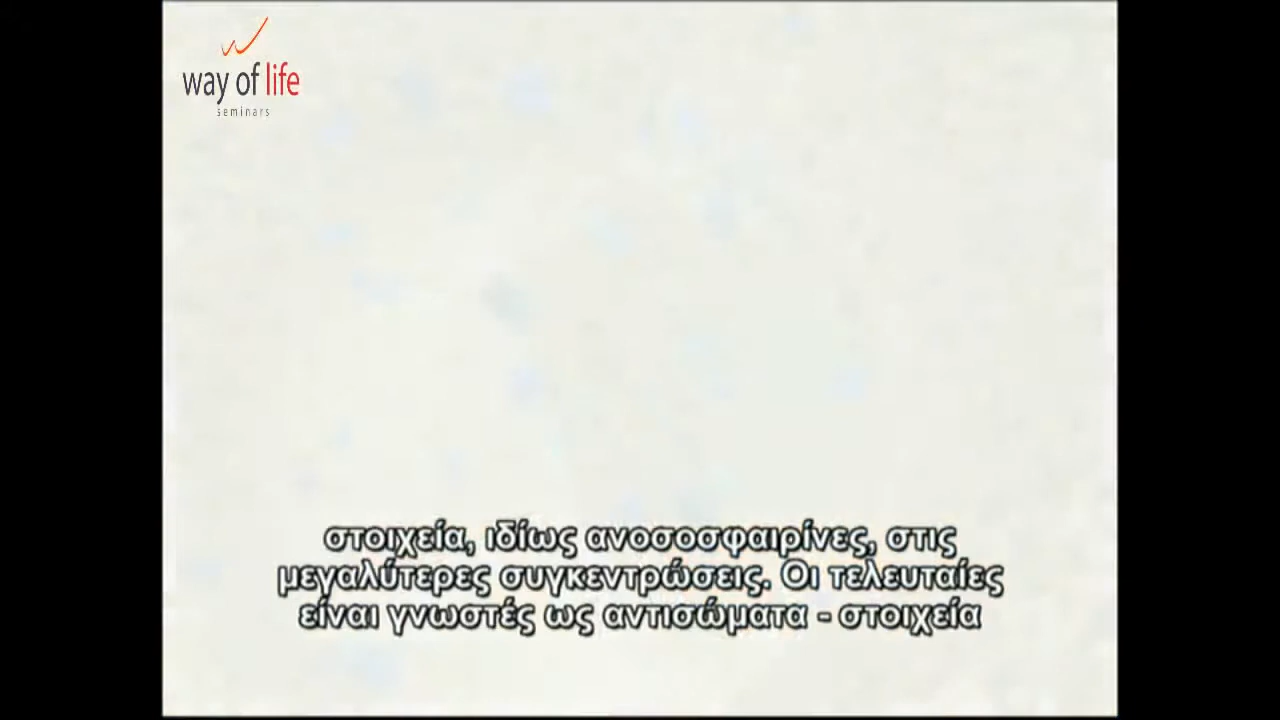 way of life
seminars
στοιχεία, ιδίως ανοσοσφαιρίνες, στις
μεγαλύτερες συγκεντρώσεις. Οι τελευταίες
είναι γνωστές ως αντισώματα - στοιχεία